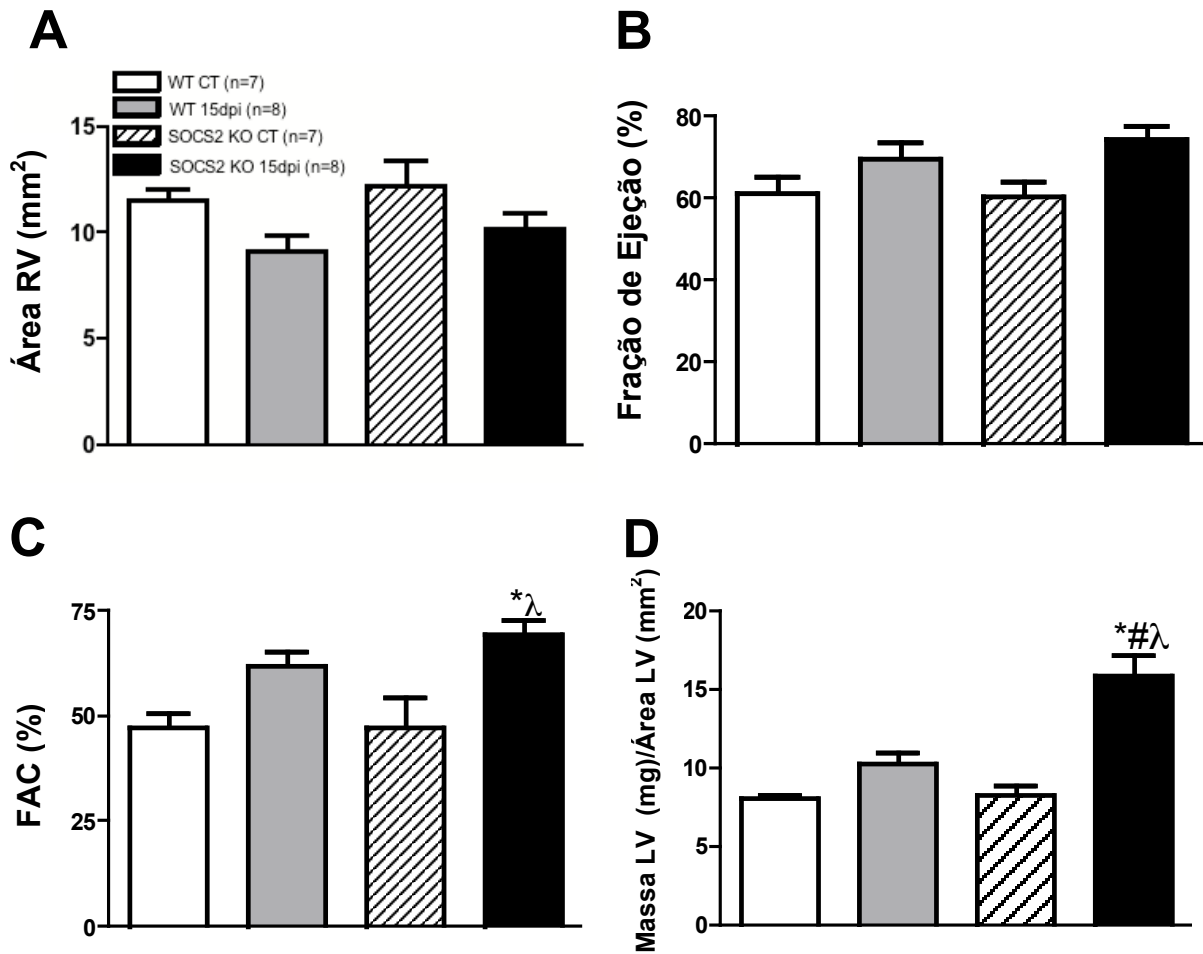 A
WT CT (n=7)
WT 15dpi (n=8)
SOCS2 KO CT (n=7)
SOCS2 KO 15dpi (n=8)
Área RV (mm²)
15
10
5
0
B
Fração de Ejeção (%)
80
60
40
20
0
C
FAC (%)
75
50
25
0
*λ
D
Massa LV (mg)/Área LV (mm²)
20
15
10
5
0
*#λ